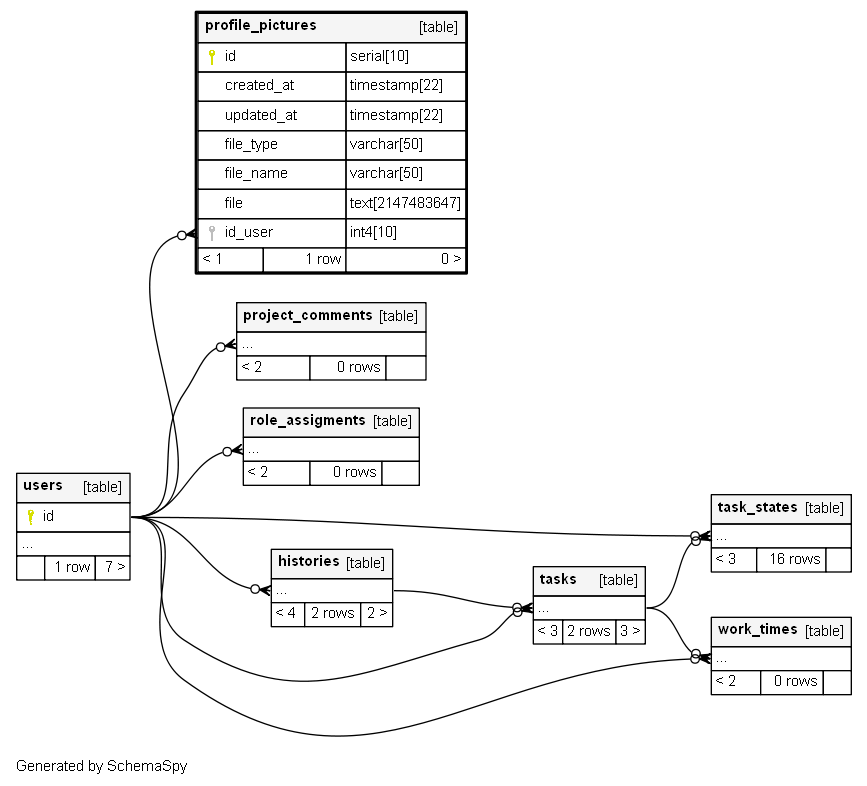 profile_pictures [table]
id serial[10]
created_at timestamp[22]
updated_at timestamp[22]
file_type varchar[50]
file_name varchar[50]
file text[2147483647]
id_user int4[10]
< 1 1 row 0 >
project_comments [table]
...
< 2 0 rows
role_assigments [table]
...
< 2 0 rows
users [table]
id
...
1 row 7 >
histories [table]
...
< 4 2 rows 2 >
tasks [table]
...
< 3 2 rows 3 >
task_states [table]
...
< 3 16 rows
work_times [table]
...
< 2 0 rows
Generated by SchemaSpy